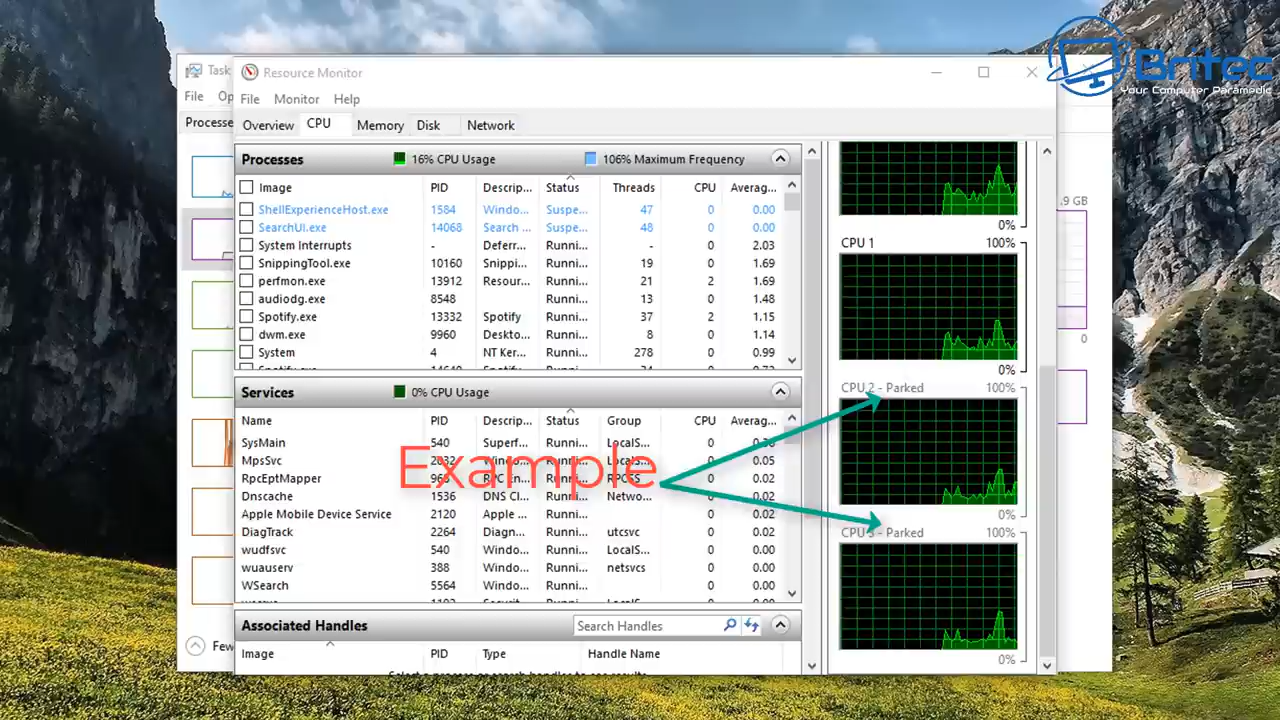 Britec
Your Computer Paramedic
Task
File Op
Processe
Few
.9 GB
0
Resource Monitor
File Monitor Help
Overview CPU Memory Disk Network
Processes 16% CPU Usage 106% Maximum Frequency
Image PID Descrip... Status Threads CPU Averag...
ShellExperienceHost.exe 1584 Windo... Suspe... 47 0 0.00
SearchUI.exe 14068 Search ... Suspe... 48 0 0.00
System Interrupts - Deferr... Runni... - 0 2.03
SnippingTool.exe 10160 Snippi... Runni... 19 0 1.69
perfmon.exe 13912 Resour... Runni... 21 2 1.69
audiodg.exe 8548 Runni... 13 0 1.48
Spotify.exe 13332 Spotify Runni... 37 2 1.15
dwm.exe 9960 Deskto... Runni... 8 0 1.14
System 4 NT Ker... Runni... 278 0 0.99
Services 0% CPU Usage
Name PID Descrip... Status Group CPU Averag...
SysMain 540 Superf... Runni... LocalS... 0
MpsSvc Windo... Runni... LocalS... 0 0.05
RpcEptMapper RPC En... Runni... RPCSS 0 0.02
Dnscache 1536 DNS Cl... Runni... Netwo... 0 0.02
Apple Mobile Device Service 2120 Apple ... Runni... 0 0.02
DiagTrack 2264 Diagn... Runni... utcsvc 0 0.02
wudfsvc 540 Windo... Runni... LocalS... 0 0.00
wuauserv 388 Windo... Runni... netsvcs 0 0.00
WSearch 5564 Windo... Runni... 0 0.00
Example
Associated Handles Search Handles
Image PID Type Handle Name
0%
CPU 1 100%
0%
CPU 2 - Parked 100%
0%
CPU 3 - Parked 100%
0%